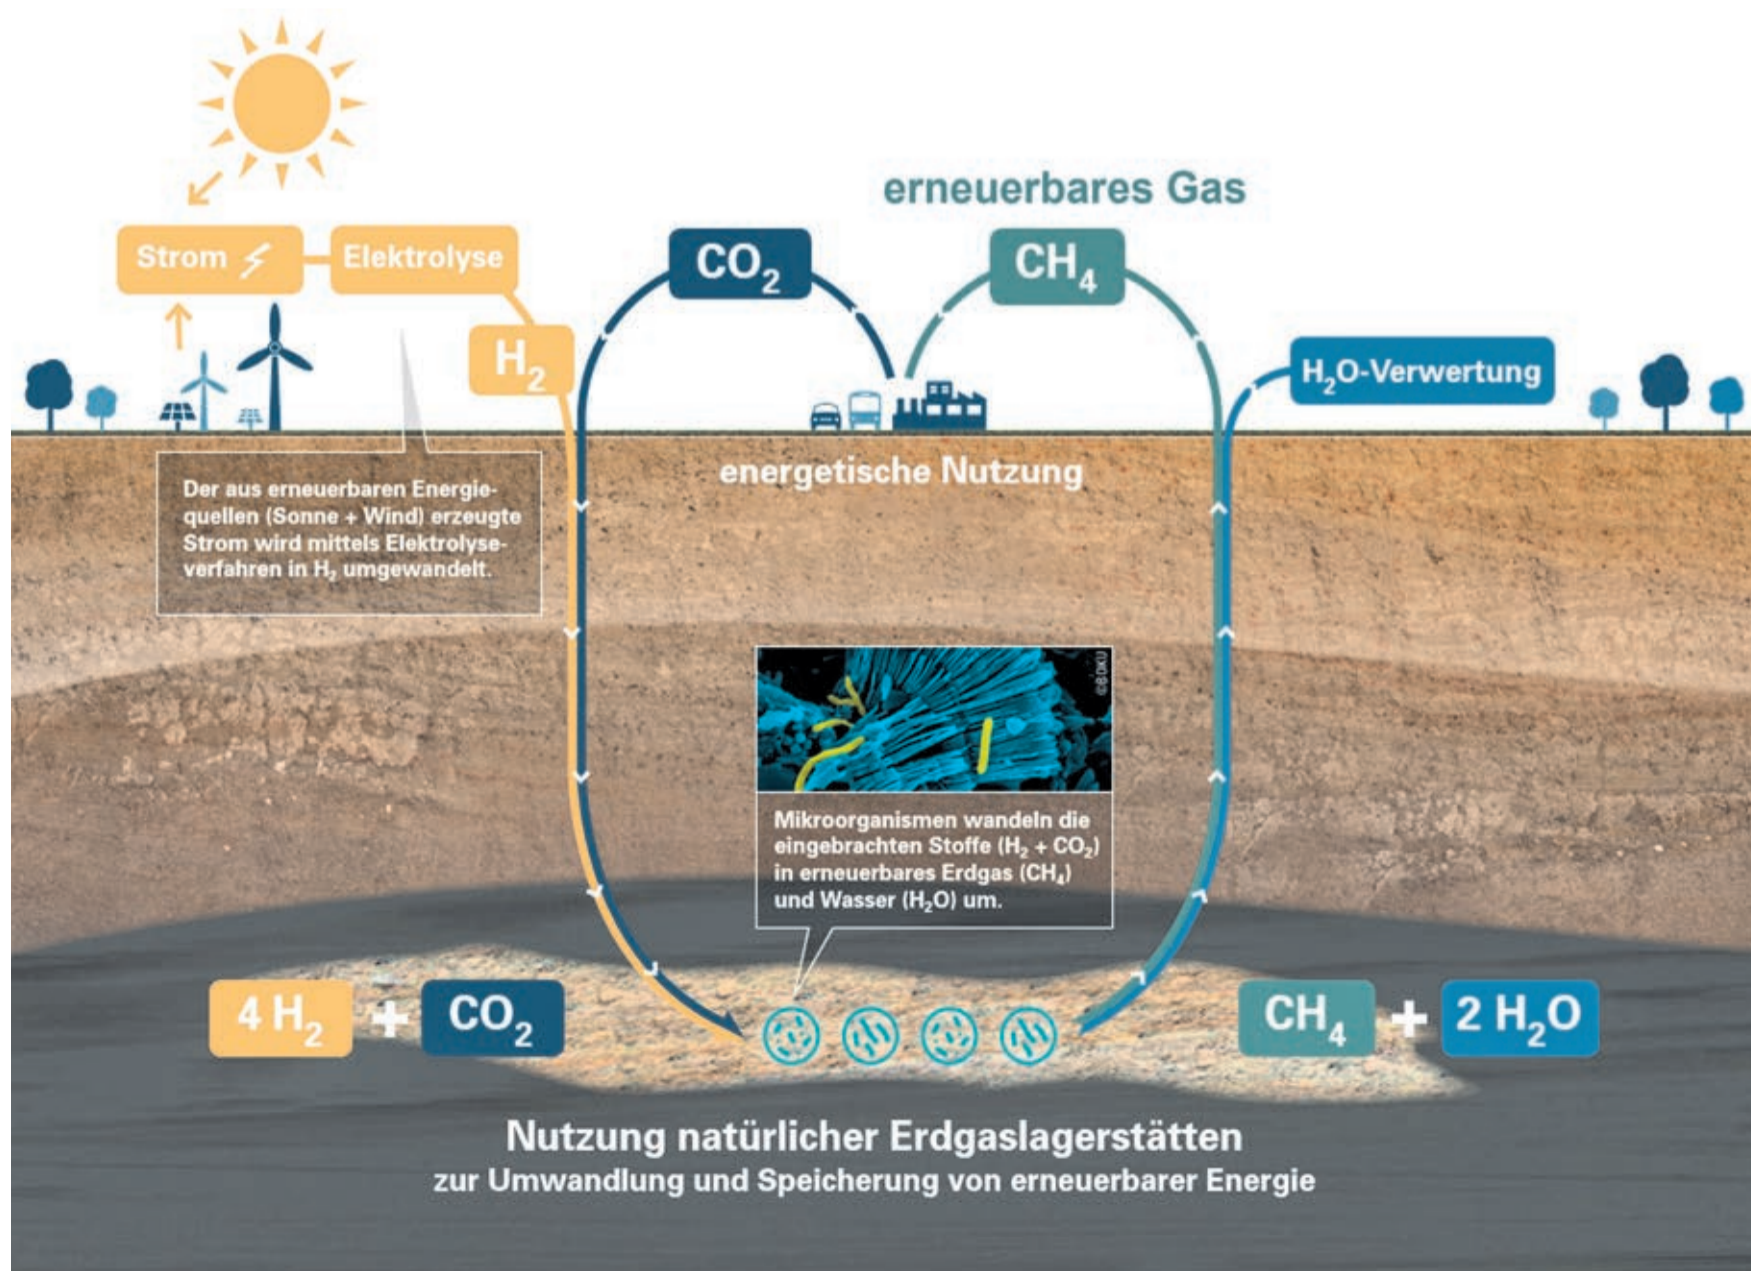 erneuerbares Gas
Strom
Elektrolyse
CO₂
CH₄
H₂
H₂O-Verwertung
energetische Nutzung
Der aus erneuerbaren Energie-
quellen (Sonne + Wind) erzeugte
Strom wird mittels Elektrolyse-
verfahren in H₂ umgewandelt.
©BOKU
Mikroorganismen wandeln die
eingebrachten Stoffe (H₂ + CO₂)
in erneuerbares Erdgas (CH₄)
und Wasser (H₂O) um.
4 H₂ + CO₂
CH₄ + 2 H₂O
Nutzung natürlicher Erdgaslagerstätten
zur Umwandlung und Speicherung von erneuerbarer Energie